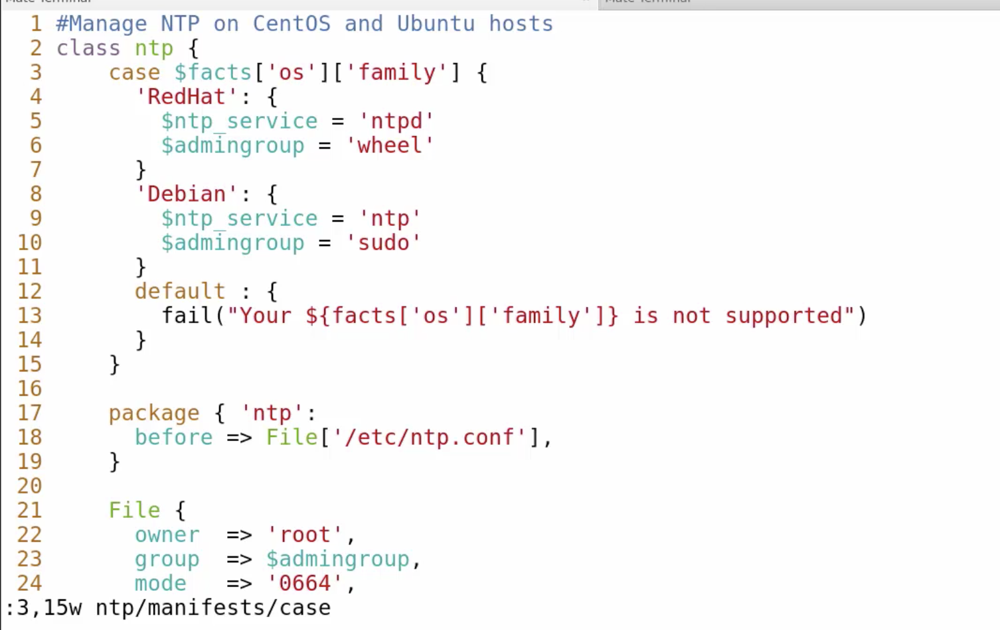 Mate Terminal Mate Terminal
1 #Manage NTP on CentOS and Ubuntu hosts
2 class ntp {
3     case $facts['os']['family'] {
4       'RedHat': {
5         $ntp_service = 'ntpd'
6         $admingroup = 'wheel'
7       }
8       'Debian': {
9         $ntp_service = 'ntp'
10         $admingroup = 'sudo'
11       }
12       default : {
13         fail("Your ${facts['os']['family']} is not supported")
14       }
15     }
16
17     package { 'ntp':
18       before => File['/etc/ntp.conf'],
19     }
20
21     File {
22       owner  => 'root',
23       group  => $admingroup,
24       mode   => '0664',
:3,15w ntp/manifests/case